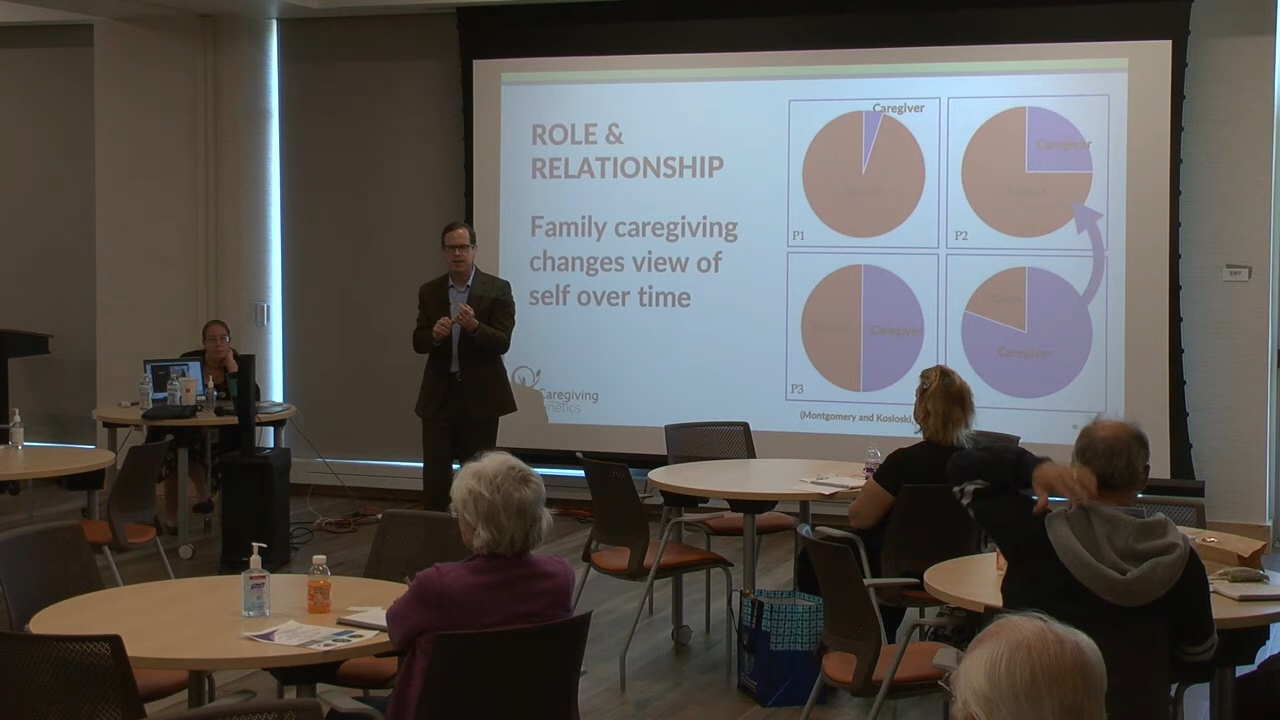 ROLE &
RELATIONSHIP
Family caregiving
changes view of
self over time
Caregiver
P1
Caregiver
P2
Caregiver
P3
Caregiver
(Montgomery and Kosloski,
Caregiving
EXIT